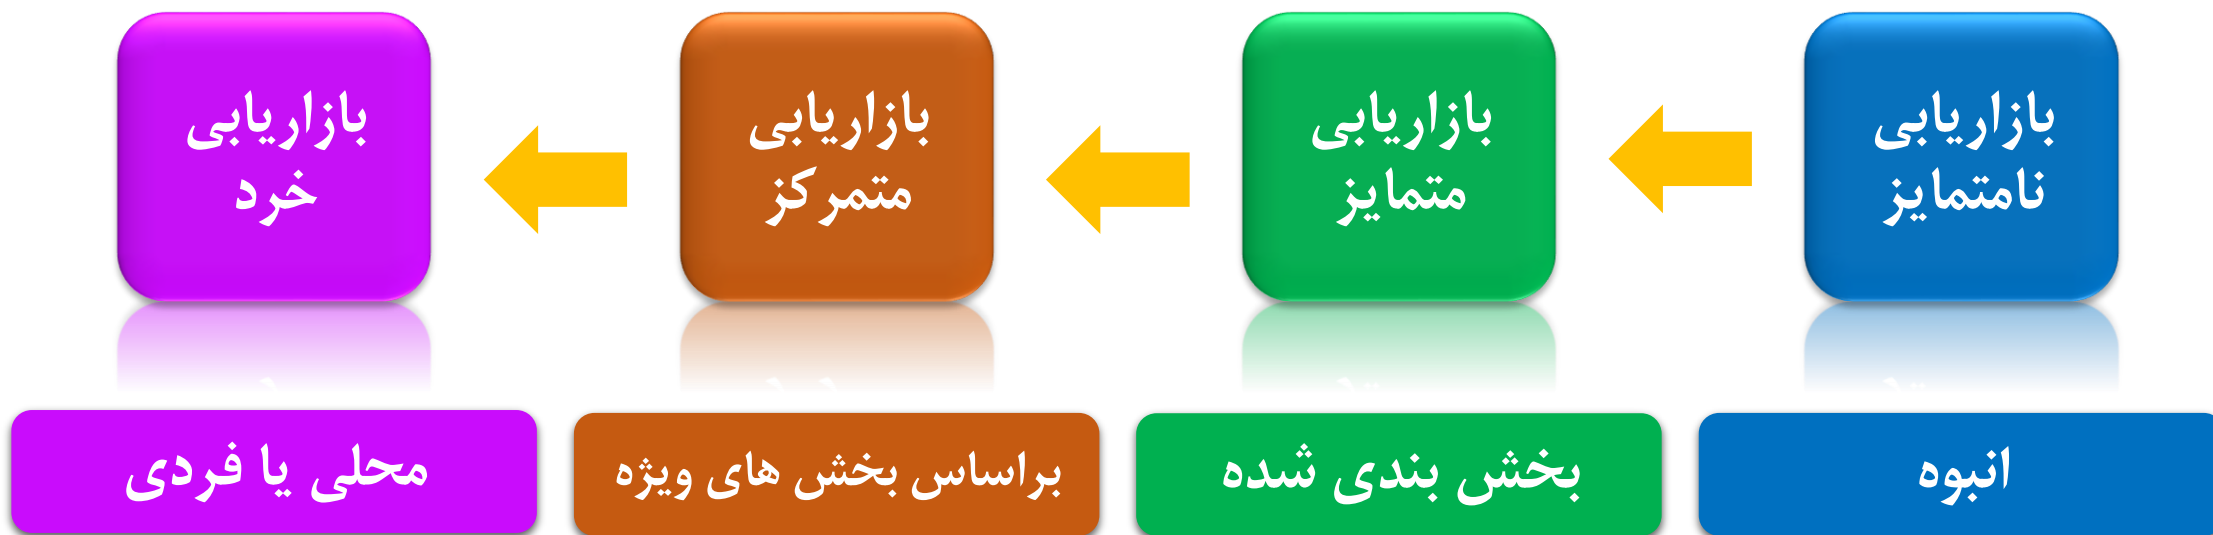 بازاریابی
نامتمایز
بازاریابی
متمایز
بازاریابی
متمرکز
بازاریابی
خرد
انبوه
بخش بندی شده
براساس بخش های ویژه
محلی یا فردی